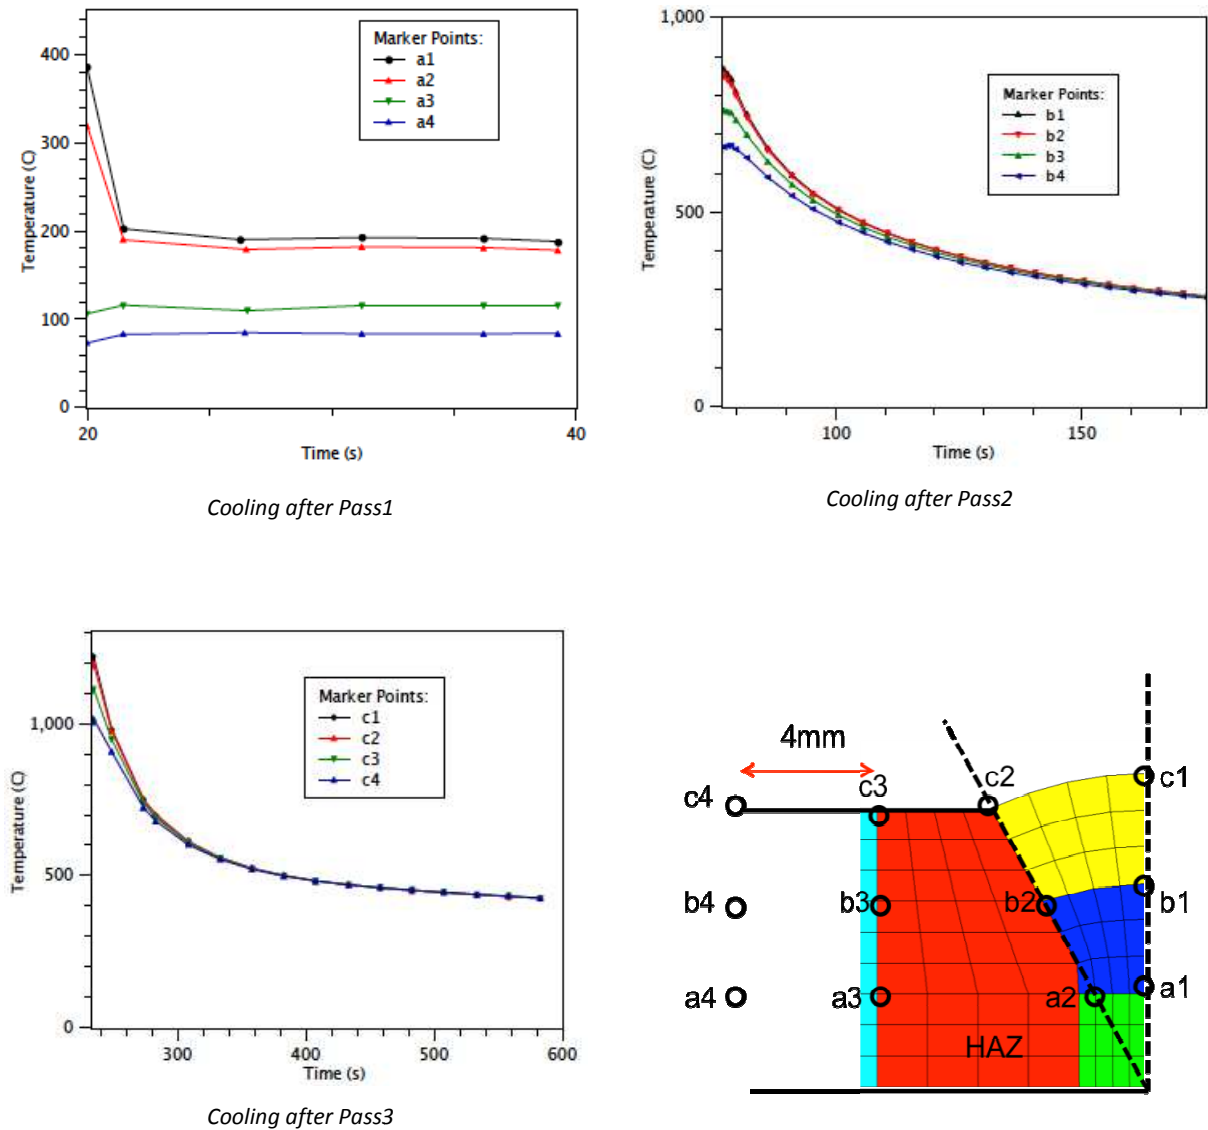 400
300
200
100
0
Temperature (C)
Marker Points:
a1
a2
a3
a4
20
40
Time (s)
Cooling after Pass1
1,000
500
0
Temperature (C)
Marker Points:
b1
b2
b3
b4
100
150
Time (s)
Cooling after Pass2
1,000
500
0
Temperature (C)
Marker Points:
c1
c2
c3
c4
300
400
500
600
Time (s)
Cooling after Pass3
4mm
c4
c3
c2
c1
b4
b3
b2
b1
a4
a3
a2
a1
HAZ